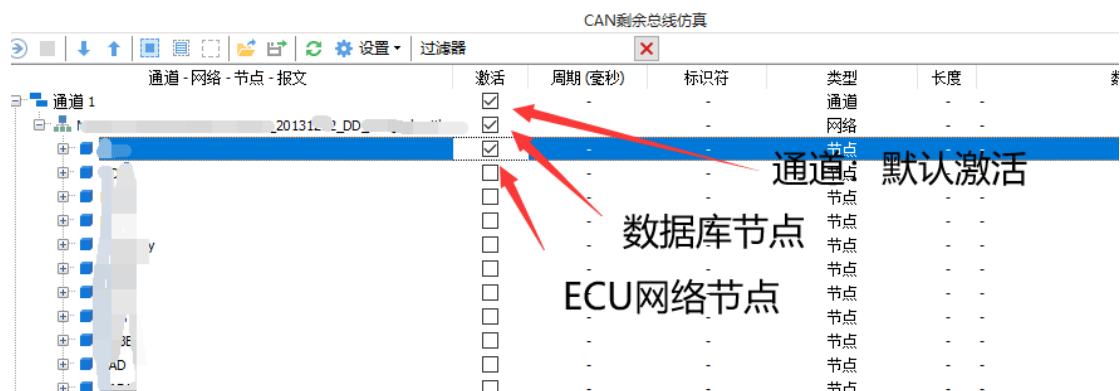 CAN剩余总线仿真
设置 过滤器
通道 - 网络 - 节点 - 报文 激活 周期 (毫秒) 标识符 类型 长度
通道 1 - - 通道 - -
_20131 2_DD_ - - 网络 - -
- - 节点 - -
通道：默认激活
- - 节点 - -
- - 节点 - -
- - 节点 - -
数据库节点
y - - 节点 - -
- - 节点 - -
ECU网络节点
- - 节点 - -
- - 节点 - -
- - 节点 - -
AD - - 节点 - -
- - 节点 - -